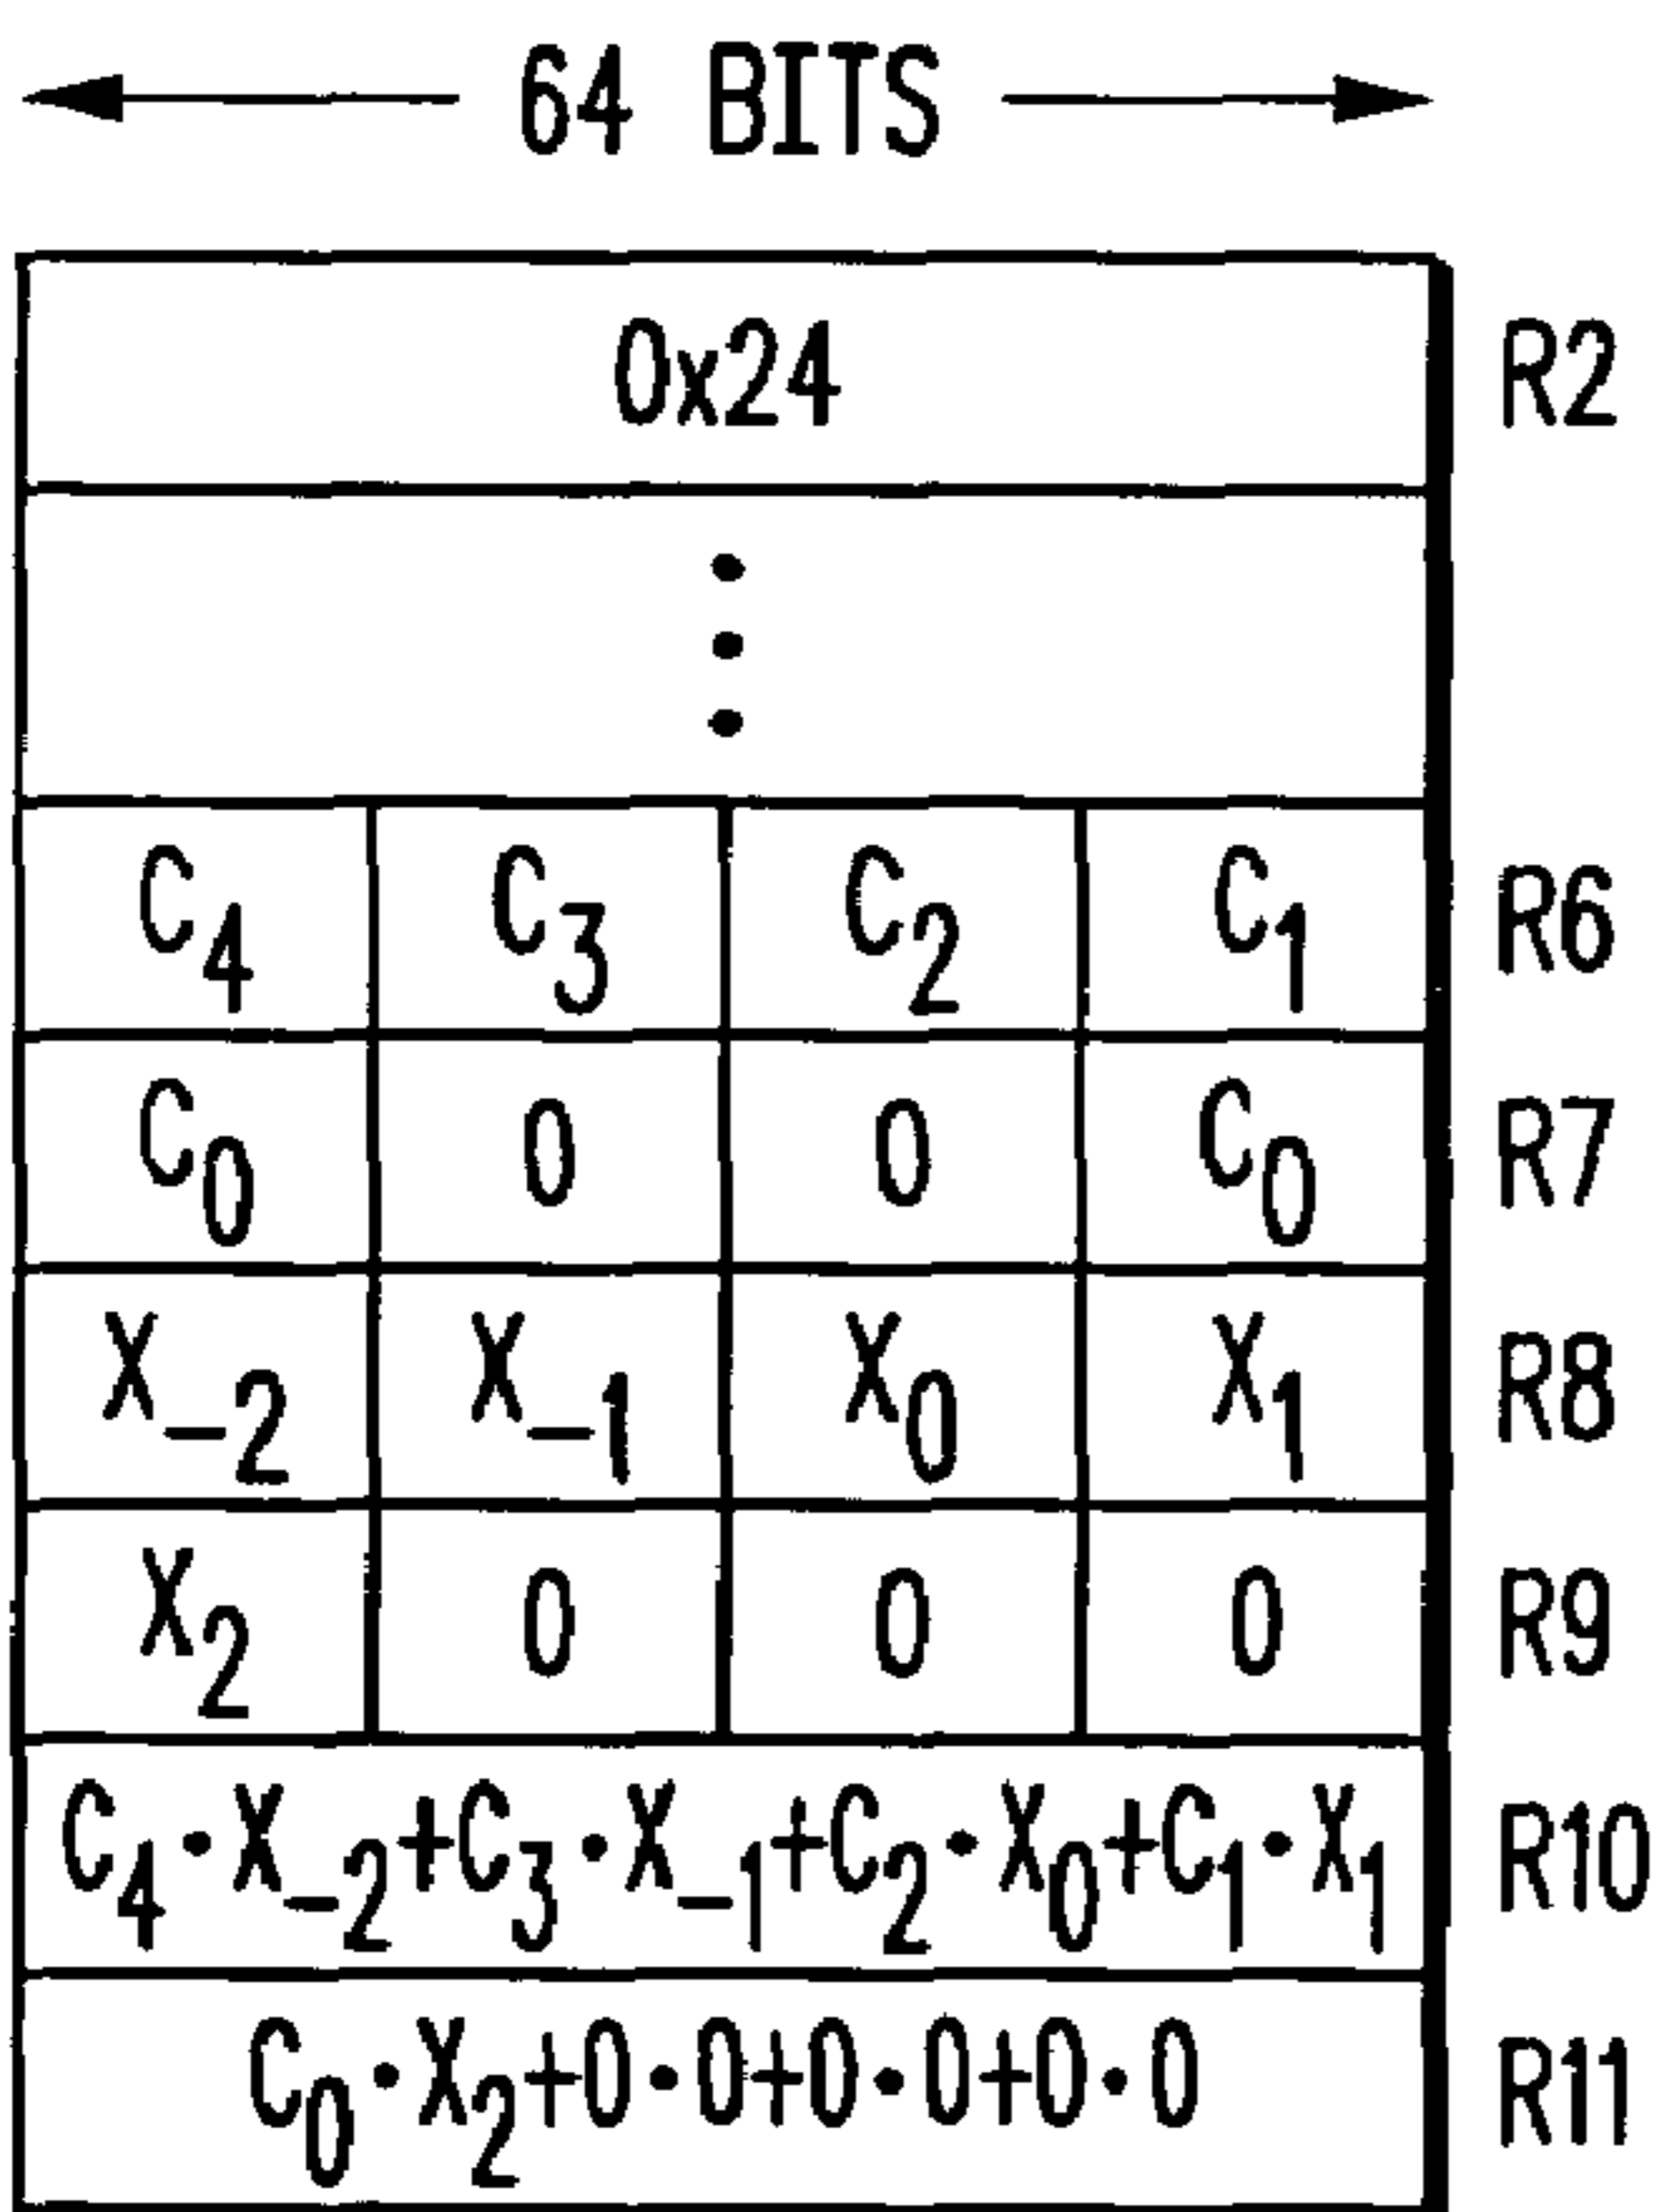 64 BITS
0x24 R2
C4 C3 C2 C1 R6
C0 0 0 C0 R7
X-2 X-1 X0 X1 R8
X2 0 0 0 R9
C4·X-2+C3·X-1+C2·X0+C1·X1 R10
C0·X2+0·0+0·0+0·0 R11